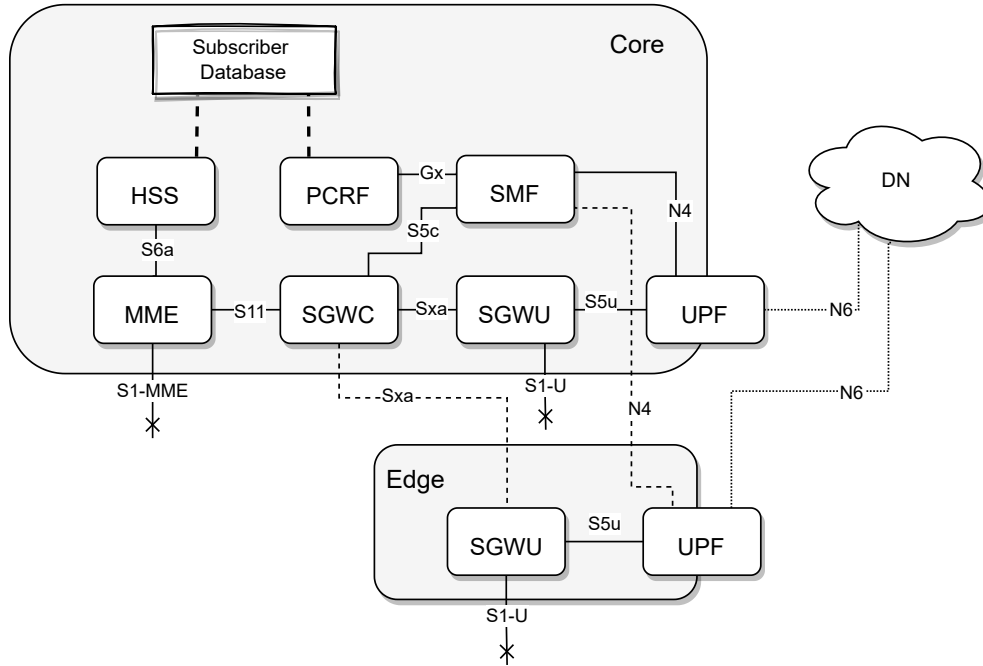 Subscriber
Database
Core
HSS
PCRF
Gx
SMF
DN
N4
S5c
S6a
MME
S11
SGWC
Sxa
SGWU
S5u
UPF
N6
S1-MME
Sxa
S1-U
N4
N6
Edge
SGWU
S5u
UPF
S1-U